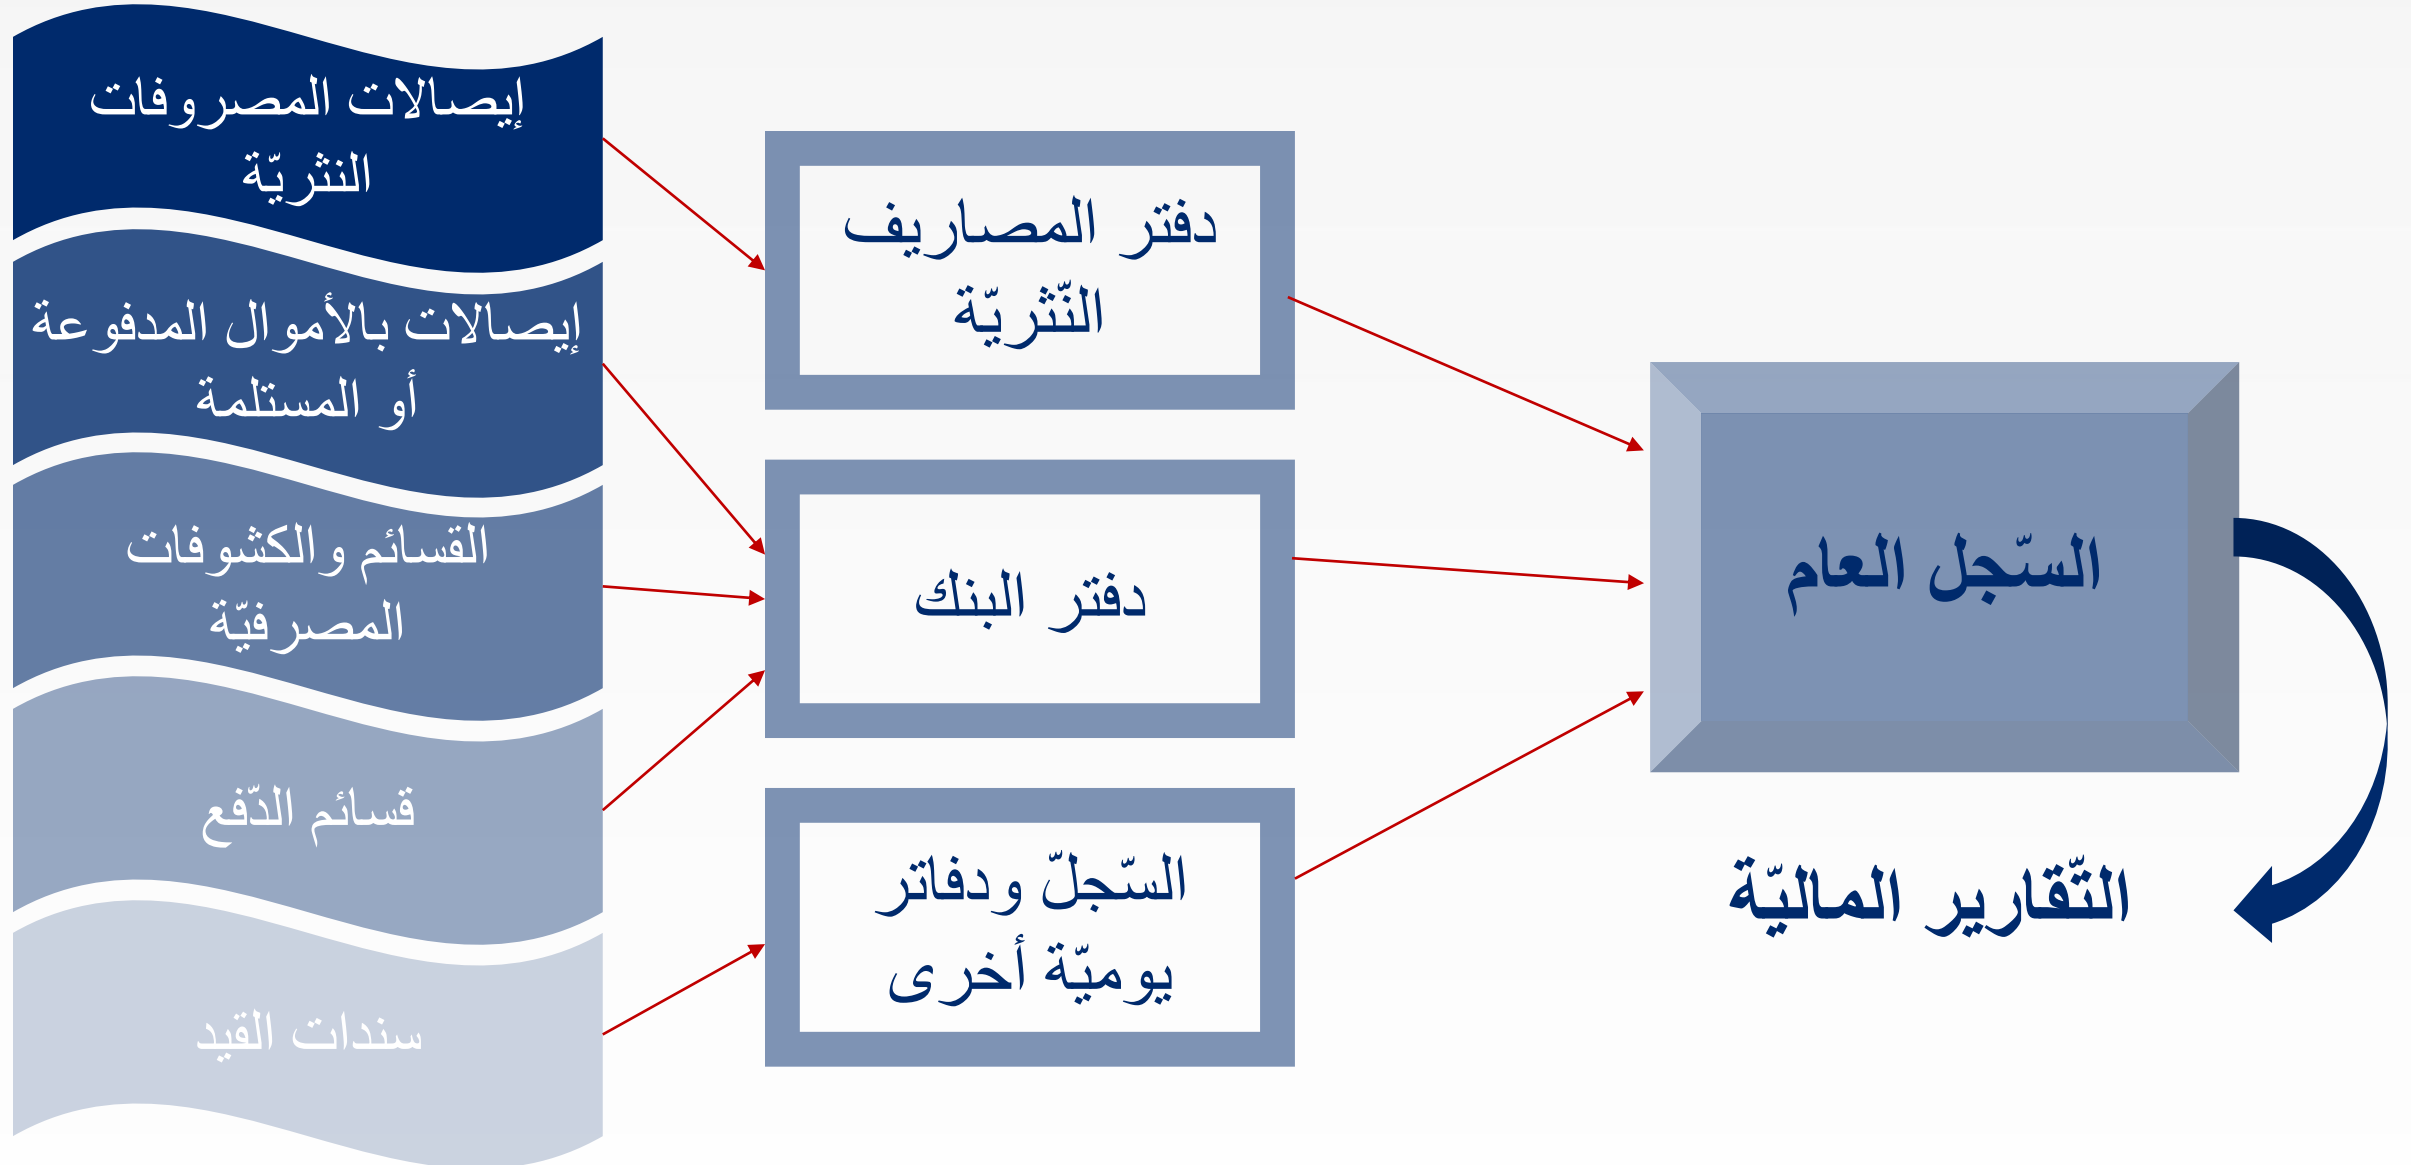 إيصالات المصروفات
النثريّة
إيصالات بالأموال المدفوعة
أو المستلمة
القسائم والكشوفات
المصرفيّة
قسائم الدّفع
سندات القيد
دفتر المصاريف
النّثريّة
دفتر البنك
السّجلّ ودفاتر
يوميّة أخرى
السّجل العام
التّقارير الماليّة